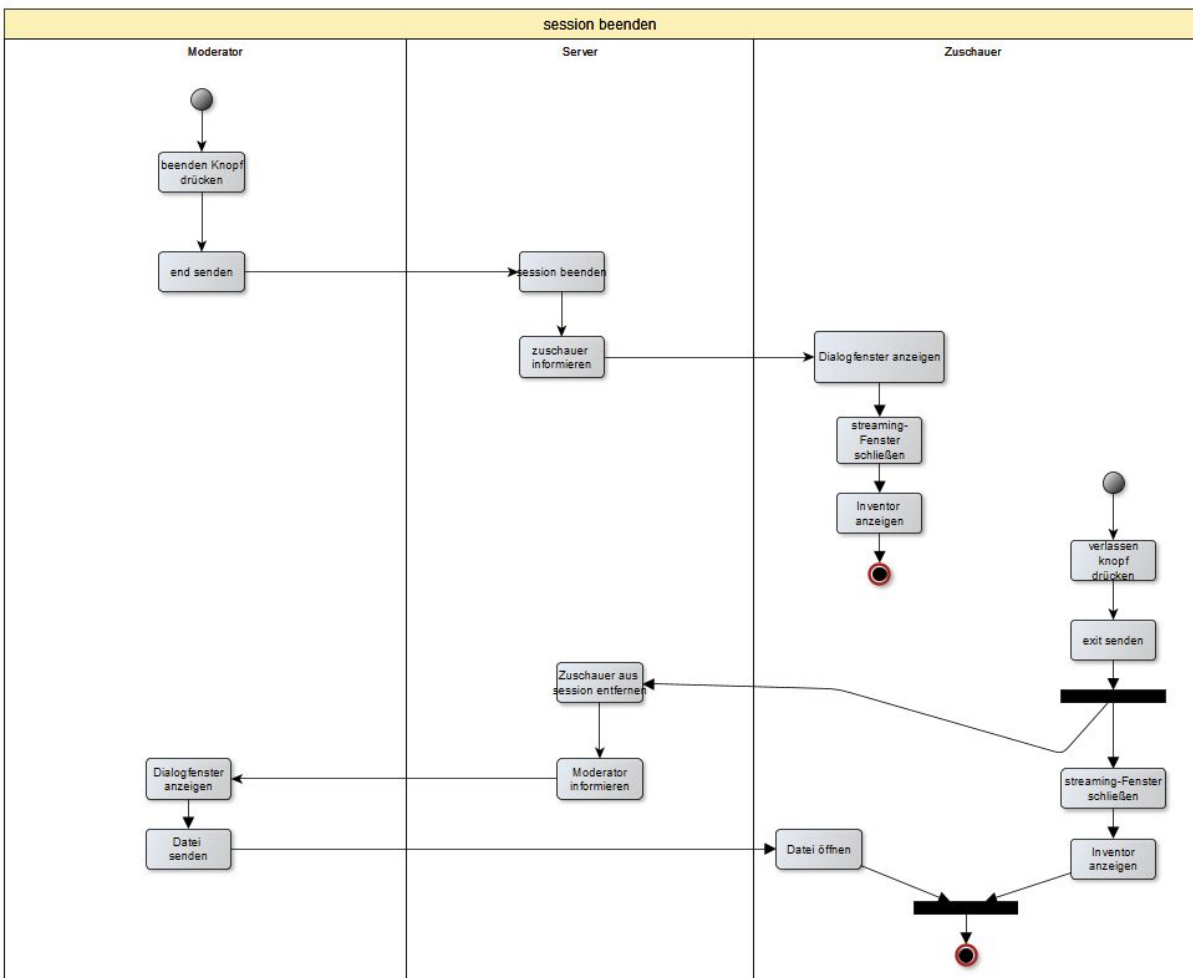 session beenden
Moderator
Server
Zuschauer
beenden Knopf
drücken
end senden
session beenden
zuschauer
informieren
Dialogfenster anzeigen
streaming-
Fenster
schließen
Inventor
anzeigen
verlassen
knopf
drücken
exit senden
Zuschauer aus
session entfernen
Moderator
informieren
Dialogfenster
anzeigen
streaming-Fenster
schließen
Datei
senden
Datei öffnen
Inventor
anzeigen